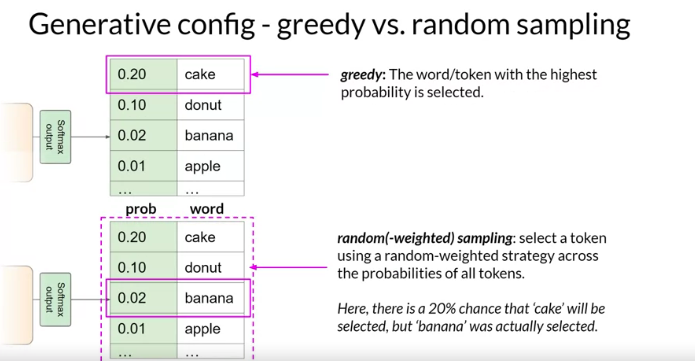 Generative config - greedy vs. random sampling
0.20 cake
0.10 donut
0.02 banana
0.01 apple
... ...
Softmax
output
greedy: The word/token with the highest
probability is selected.
prob word
0.20 cake
0.10 donut
0.02 banana
0.01 apple
... ...
Softmax
output
random(-weighted) sampling: select a token
using a random-weighted strategy across
the probabilities of all tokens.
Here, there is a 20% chance that ‘cake’ will be
selected, but ‘banana’ was actually selected.